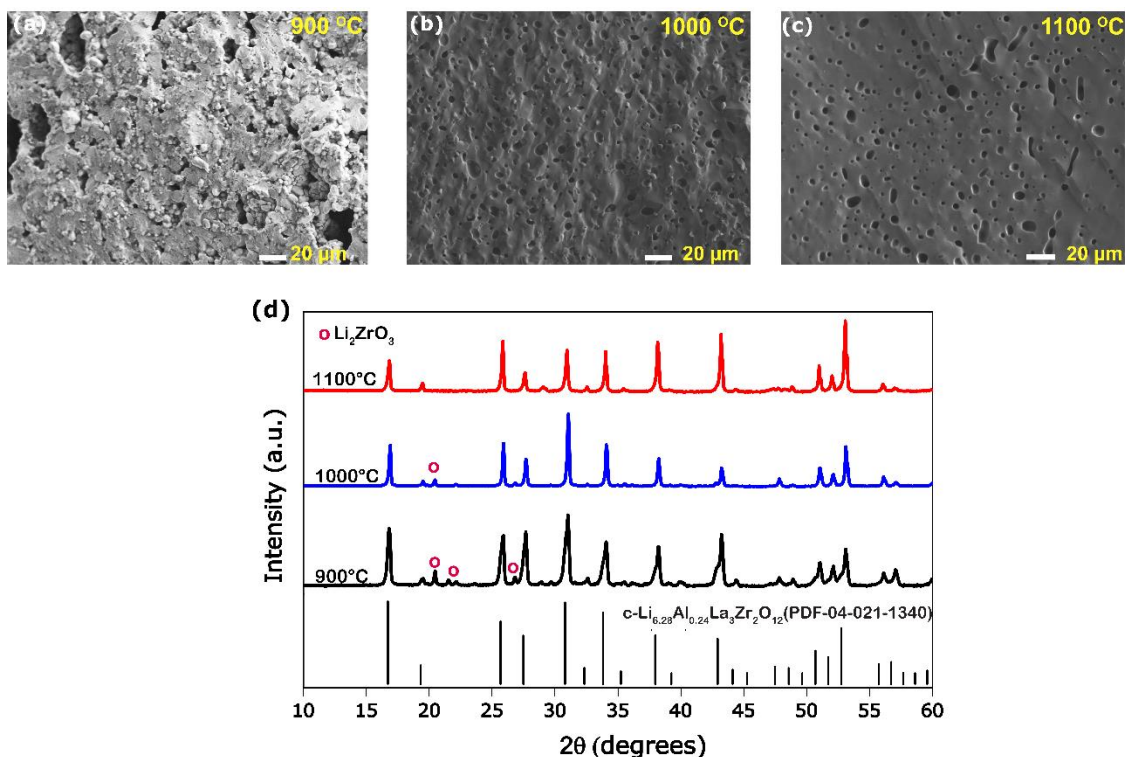 (a) 900 °C
20 µm
(b) 1000 °C
20 µm
(c) 1100 °C
20 µm
(d)
o Li₂ZrO₃
1100°C
o
1000°C
o o o
900°C
c-Li₆.₂₈Al₀.₂₄La₃Zr₂O₁₂(PDF-04-021-1340)
Intensity (a.u.)
10 15 20 25 30 35 40 45 50 55 60
2θ (degrees)